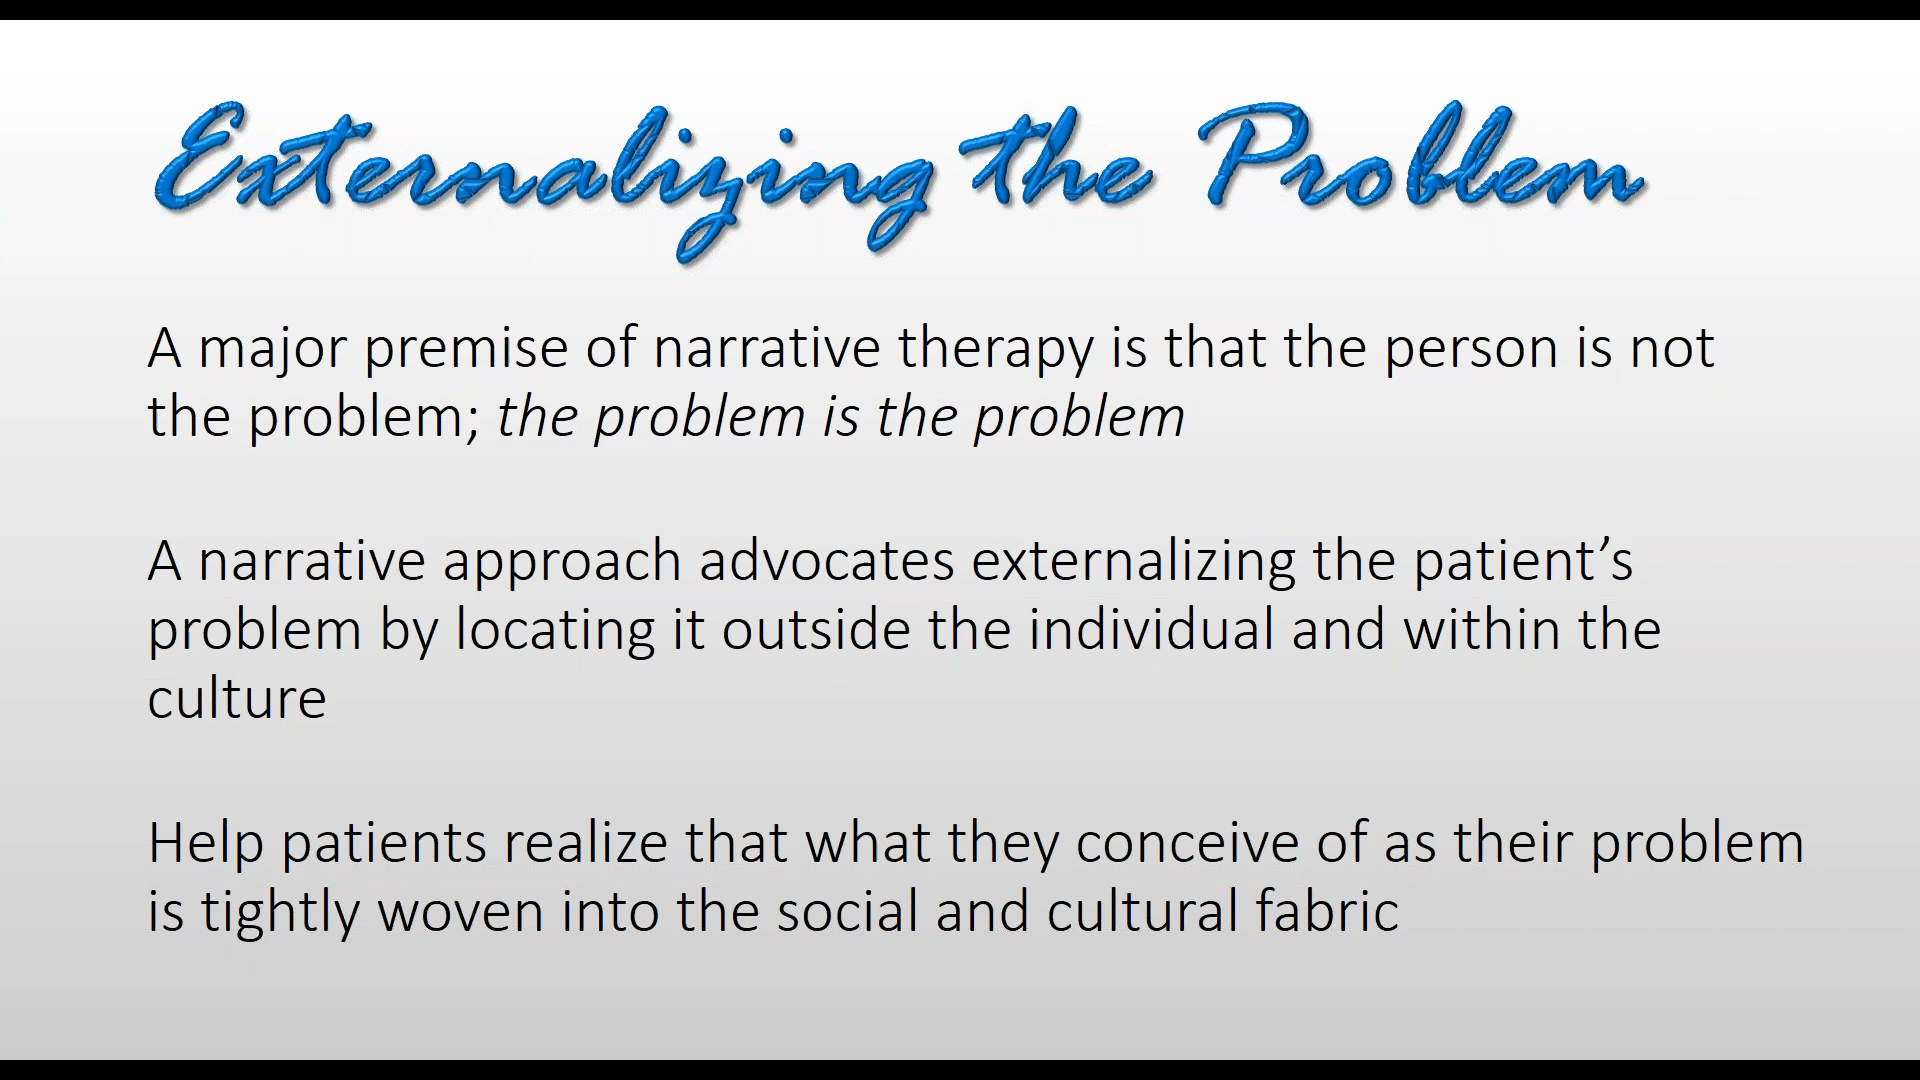 Externalizing the Problem
A major premise of narrative therapy is that the person is not
the problem; the problem is the problem
A narrative approach advocates externalizing the patient’s
problem by locating it outside the individual and within the
culture
Help patients realize that what they conceive of as their problem
is tightly woven into the social and cultural fabric